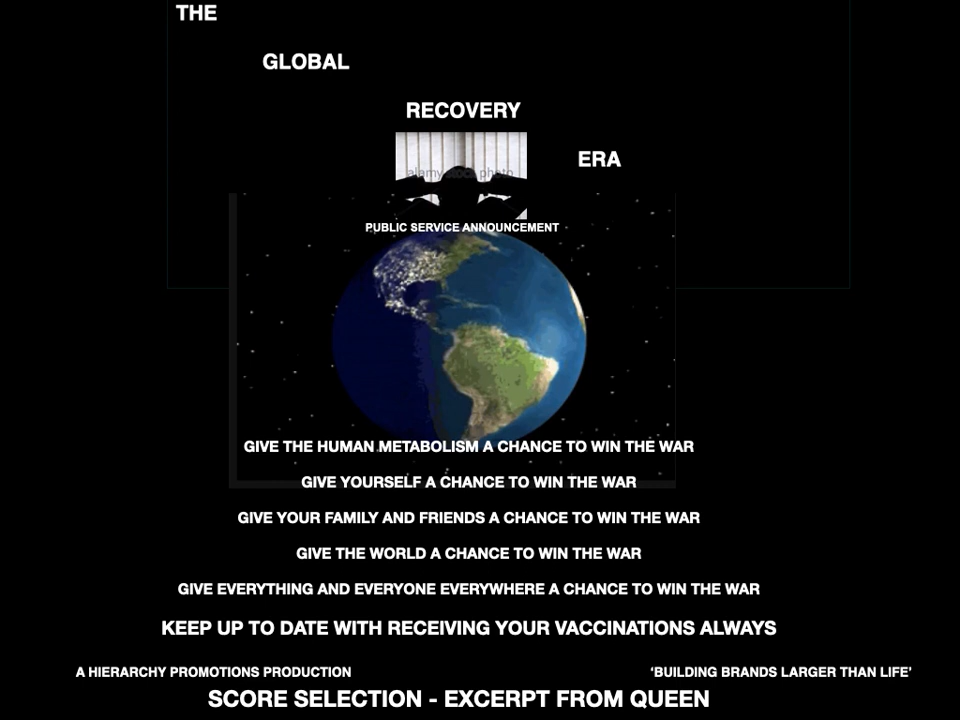 THE
GLOBAL
RECOVERY
ERA
alamy stock photo
PUBLIC SERVICE ANNOUNCEMENT
GIVE THE HUMAN METABOLISM A CHANCE TO WIN THE WAR
GIVE YOURSELF A CHANCE TO WIN THE WAR
GIVE YOUR FAMILY AND FRIENDS A CHANCE TO WIN THE WAR
GIVE THE WORLD A CHANCE TO WIN THE WAR
GIVE EVERYTHING AND EVERYONE EVERYWHERE A CHANCE TO WIN THE WAR
KEEP UP TO DATE WITH RECEIVING YOUR VACCINATIONS ALWAYS
A HIERARCHY PROMOTIONS PRODUCTION
‘BUILDING BRANDS LARGER THAN LIFE’
SCORE SELECTION - EXCERPT FROM QUEEN